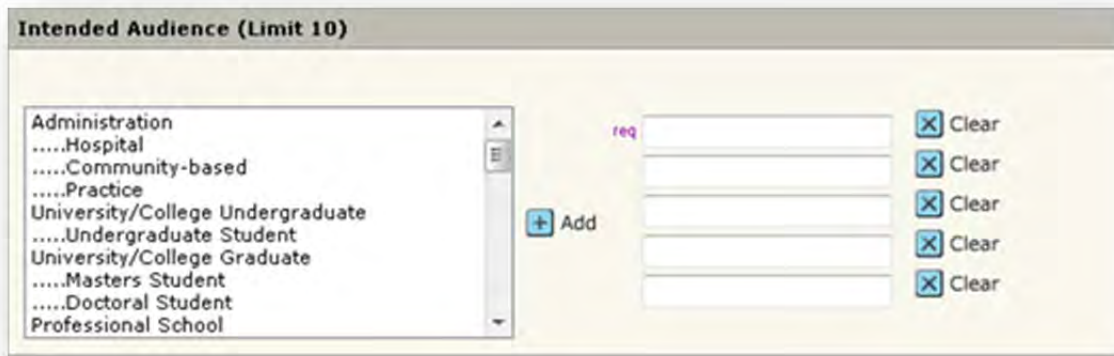 Intended Audience (Limit 10)
Administration
.....Hospital
.....Community-based
.....Practice
University/College Undergraduate
.....Undergraduate Student
University/College Graduate
.....Masters Student
.....Doctoral Student
Professional School
+ Add
req
X Clear
X Clear
X Clear
X Clear
X Clear